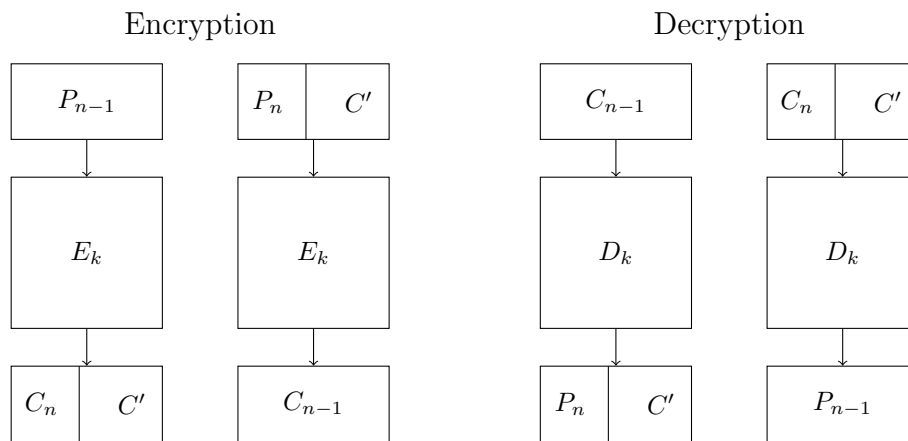 Encryption Decryption
P_{n-1} P_n C' C_{n-1} C_n C'
E_k E_k D_k D_k
C_n C' C_{n-1} P_n C' P_{n-1}